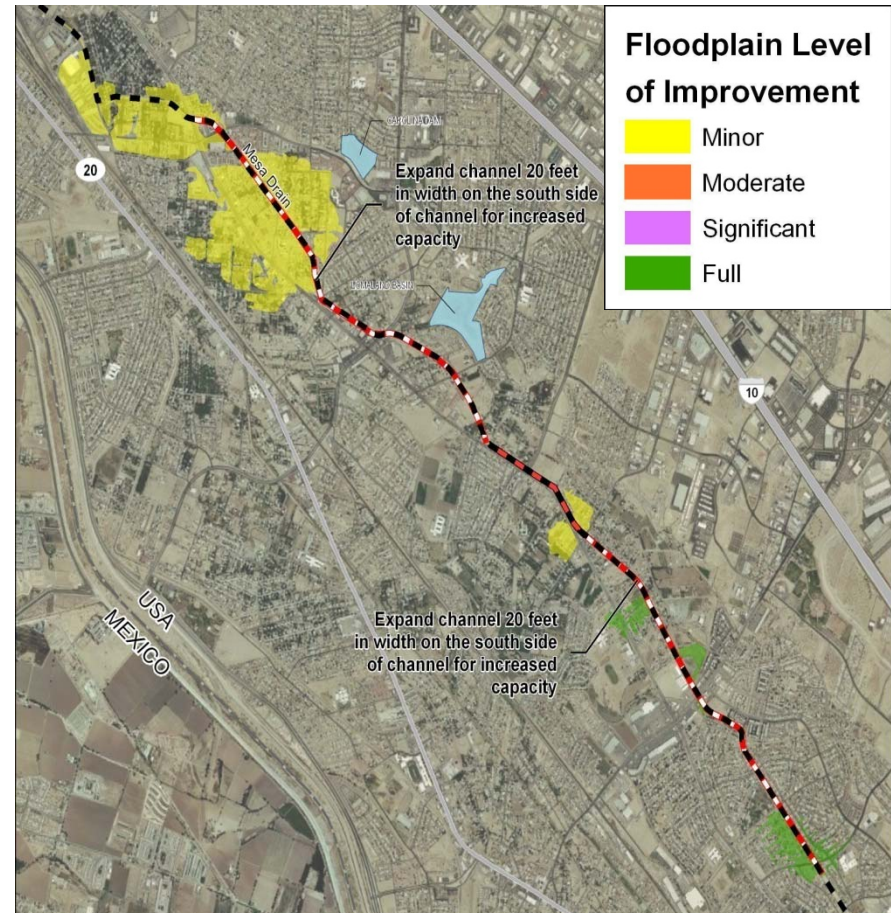 Floodplain Level
of Improvement
Minor
Moderate
Significant
Full
CAROLINA DAM
Mesa Drain
20
Expand channel 20 feet
in width on the south side
of channel for increased
capacity
10
USA
MEXICO
Expand channel 20 feet
in width on the south side
of channel for increased
capacity